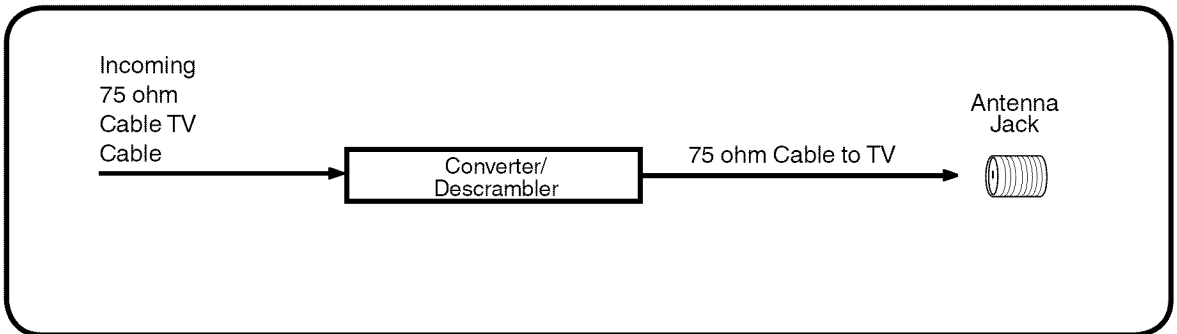 Incoming
75 ohm
Cable TV
Cable
Converter/
Descrambler
75 ohm Cable to TV
Antenna
Jack